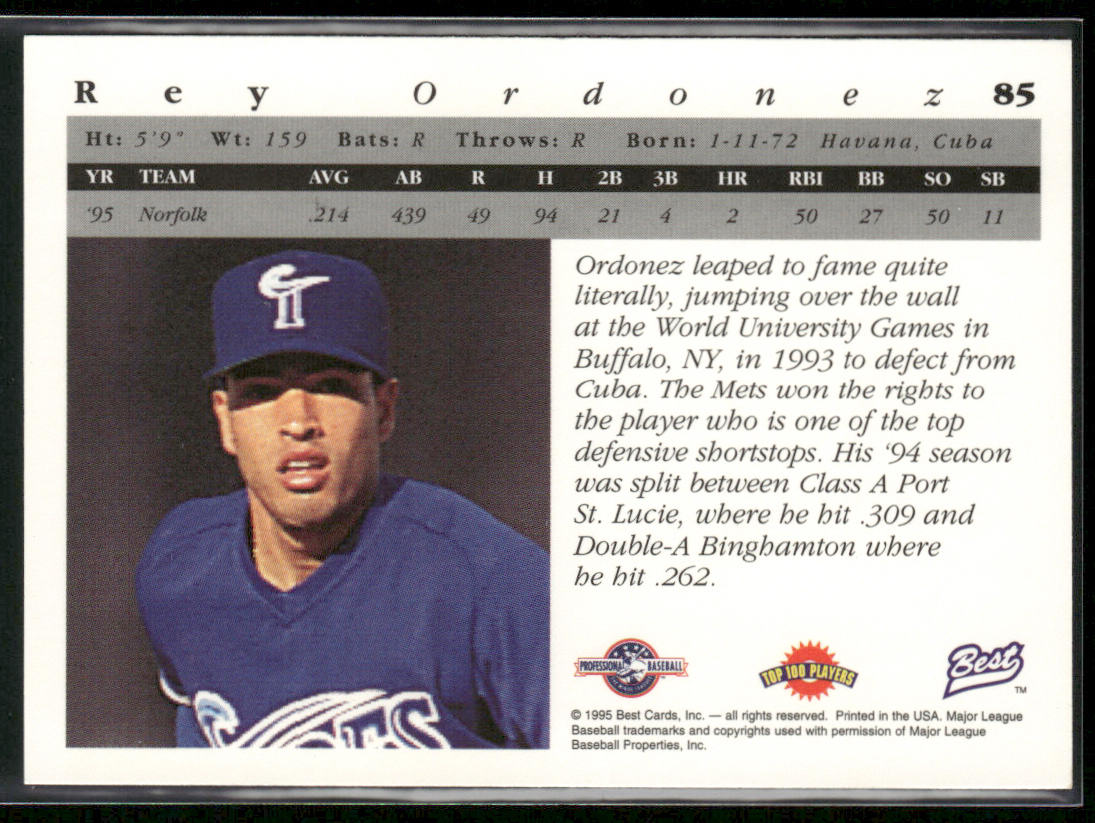 Rey Ordonez 85
Ht: 5'9" Wt: 159 Bats: R Throws: R Born: 1-11-72 Havana, Cuba
YR TEAM AVG AB R H 2B 3B HR RBI BB SO SB
'95 Norfolk .214 439 49 94 21 4 2 50 27 50 11
Ordonez leaped to fame quite
literally, jumping over the wall
at the World University Games in
Buffalo, NY, in 1993 to defect from
Cuba. The Mets won the rights to
the player who is one of the top
defensive shortstops. His '94 season
was split between Class A Port
St. Lucie, where he hit .309 and
Double-A Binghamton where
he hit .262.
PROFESSIONAL BASEBALL
TOP 100 PLAYERS
Best TM
© 1995 Best Cards, Inc. — all rights reserved. Printed in the USA. Major League
Baseball trademarks and copyrights used with permission of Major League
Baseball Properties, Inc.